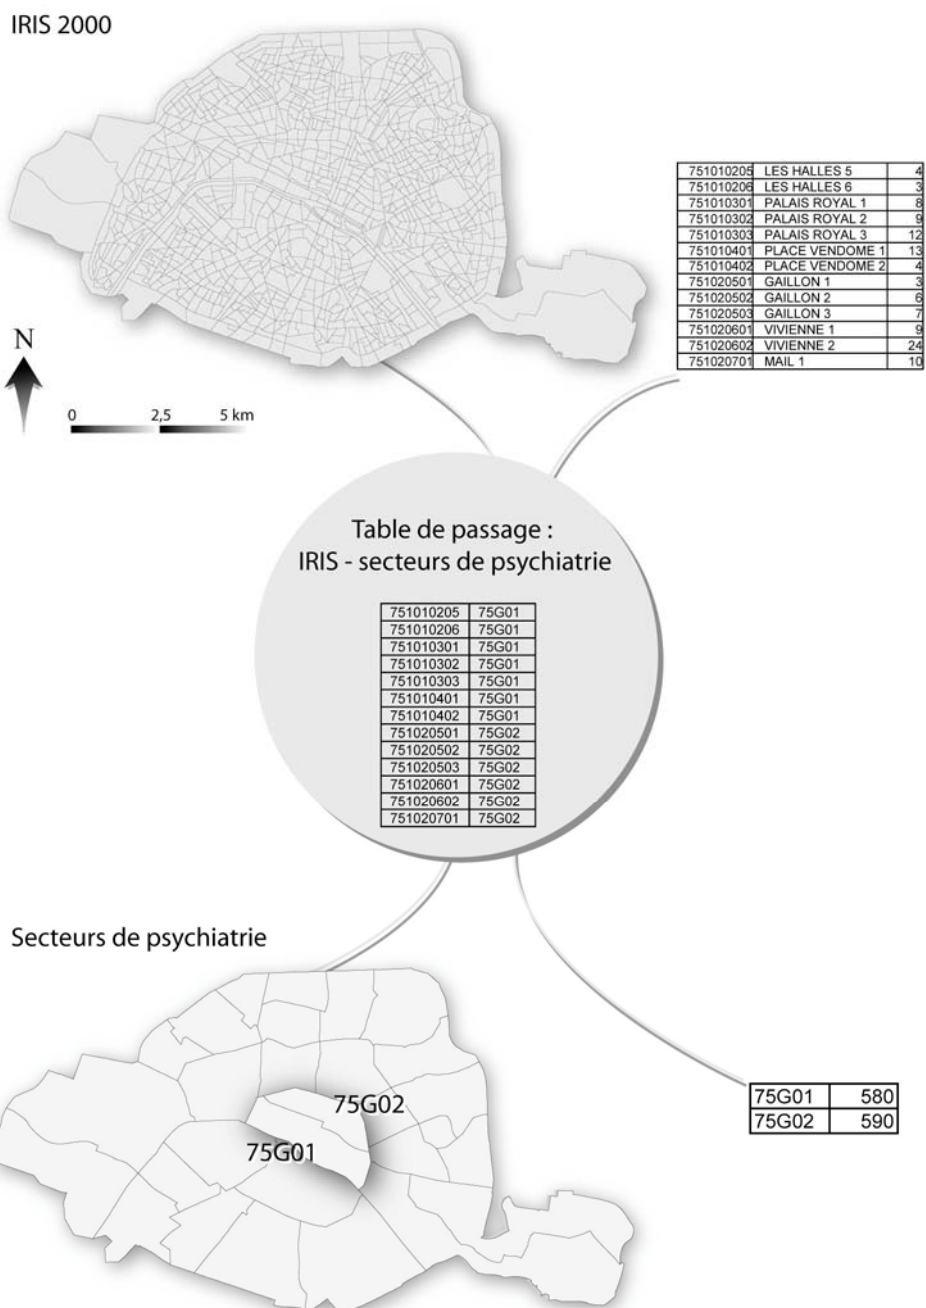 IRIS 2000
751010205 LES HALLES 5 4
751010206 LES HALLES 6 3
751010301 PALAIS ROYAL 1 8
751010302 PALAIS ROYAL 2 9
751010303 PALAIS ROYAL 3 12
751010401 PLACE VENDOME 1 13
751010402 PLACE VENDOME 2 4
751020501 GAILLON 1 3
751020502 GAILLON 2 6
751020503 GAILLON 3 7
751020601 VIVIENNE 1 9
751020602 VIVIENNE 2 24
751020701 MAIL 1 10
N
0 2,5 5 km
Table de passage :
IRIS - secteurs de psychiatrie
751010205 75G01
751010206 75G01
751010301 75G01
751010302 75G01
751010303 75G01
751010401 75G01
751010402 75G01
751020501 75G02
751020502 75G02
751020503 75G02
751020601 75G02
751020602 75G02
751020701 75G02
Secteurs de psychiatrie
75G02
75G01
75G01 580
75G02 590